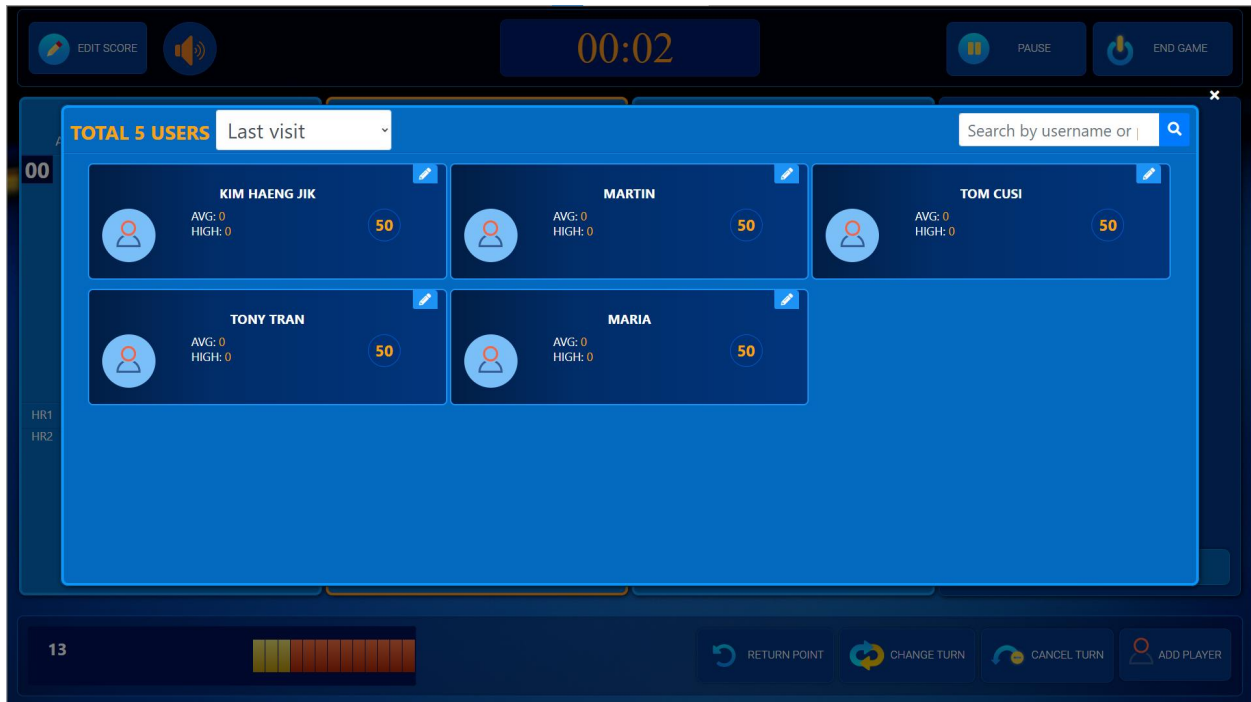 EDIT SCORE
00:02
PAUSE
END GAME
×
TOTAL 5 USERS
Last visit
Search by username or
00
KIM HAENG JIK
AVG: 0
HIGH: 0
50
MARTIN
AVG: 0
HIGH: 0
50
TOM CUSI
AVG: 0
HIGH: 0
50
TONY TRAN
AVG: 0
HIGH: 0
50
MARIA
AVG: 0
HIGH: 0
50
HR1
HR2
13
RETURN POINT
CHANGE TURN
CANCEL TURN
ADD PLAYER